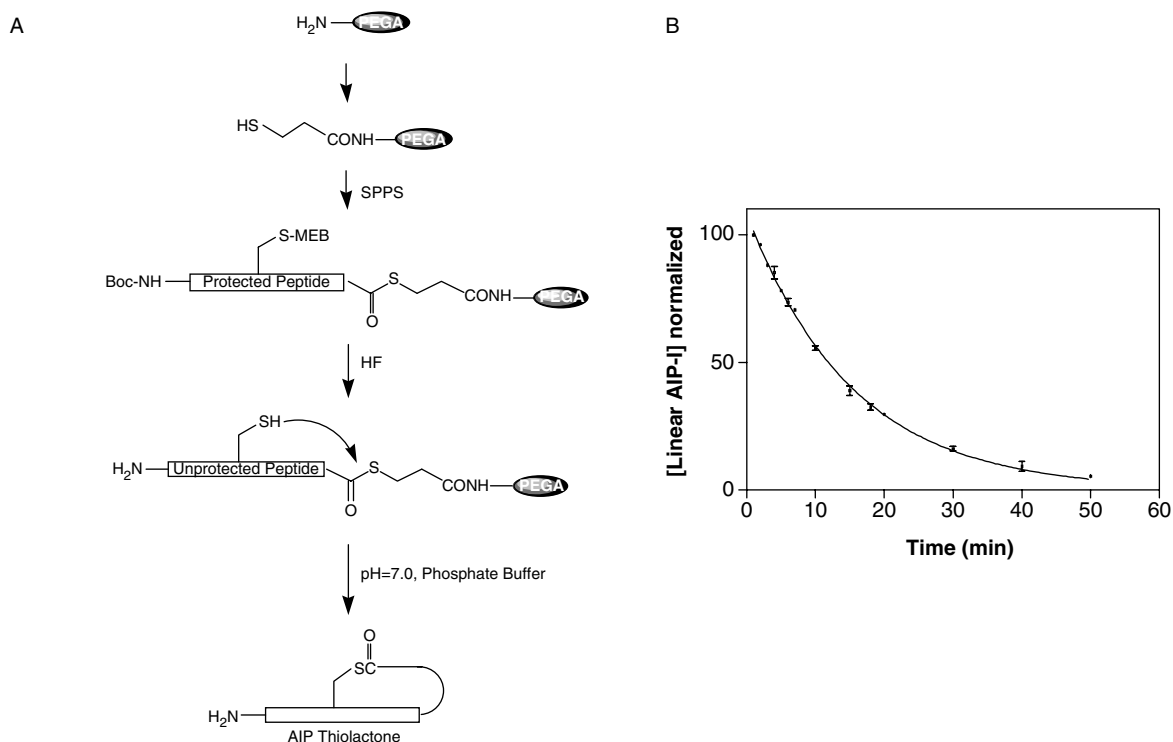 A
H₂N PEGA
HS CONH PEGA
SPPS
S-MEB
Boc-NH Protected Peptide S CONH PEGA
O
HF
SH
H₂N Unprotected Peptide S CONH PEGA
O
pH=7.0, Phosphate Buffer
O
SC
H₂N
AIP Thiolactone
B
[Linear AIP-I] normalized
100
50
0
0 10 20 30 40 50 60
Time (min)